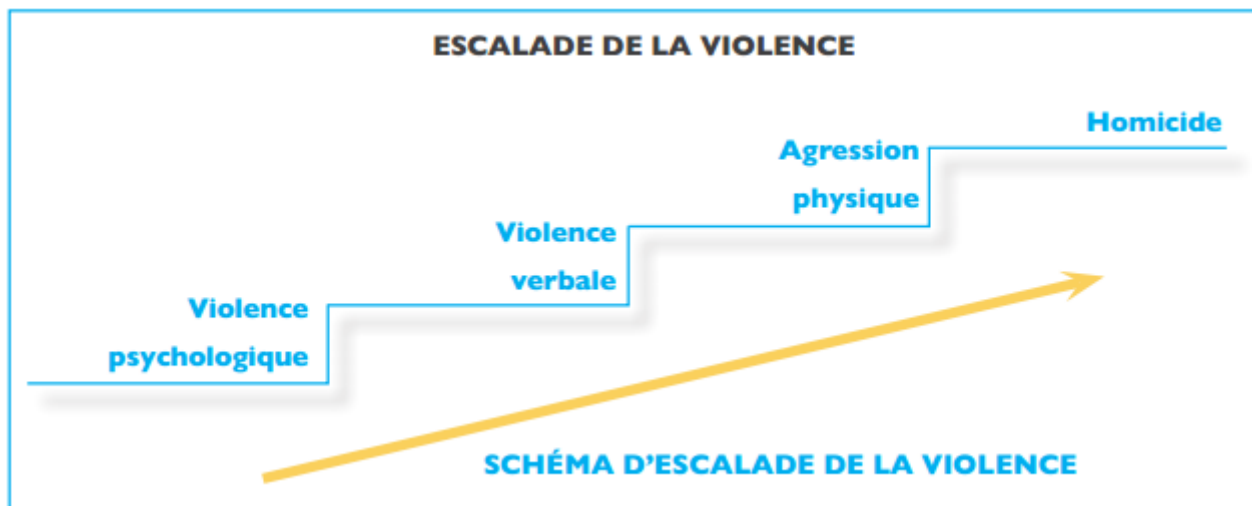 ESCALADE DE LA VIOLENCE
Homicide
Agression
physique
Violence
verbale
Violence
psychologique
SCHÉMA D’ESCALADE DE LA VIOLENCE